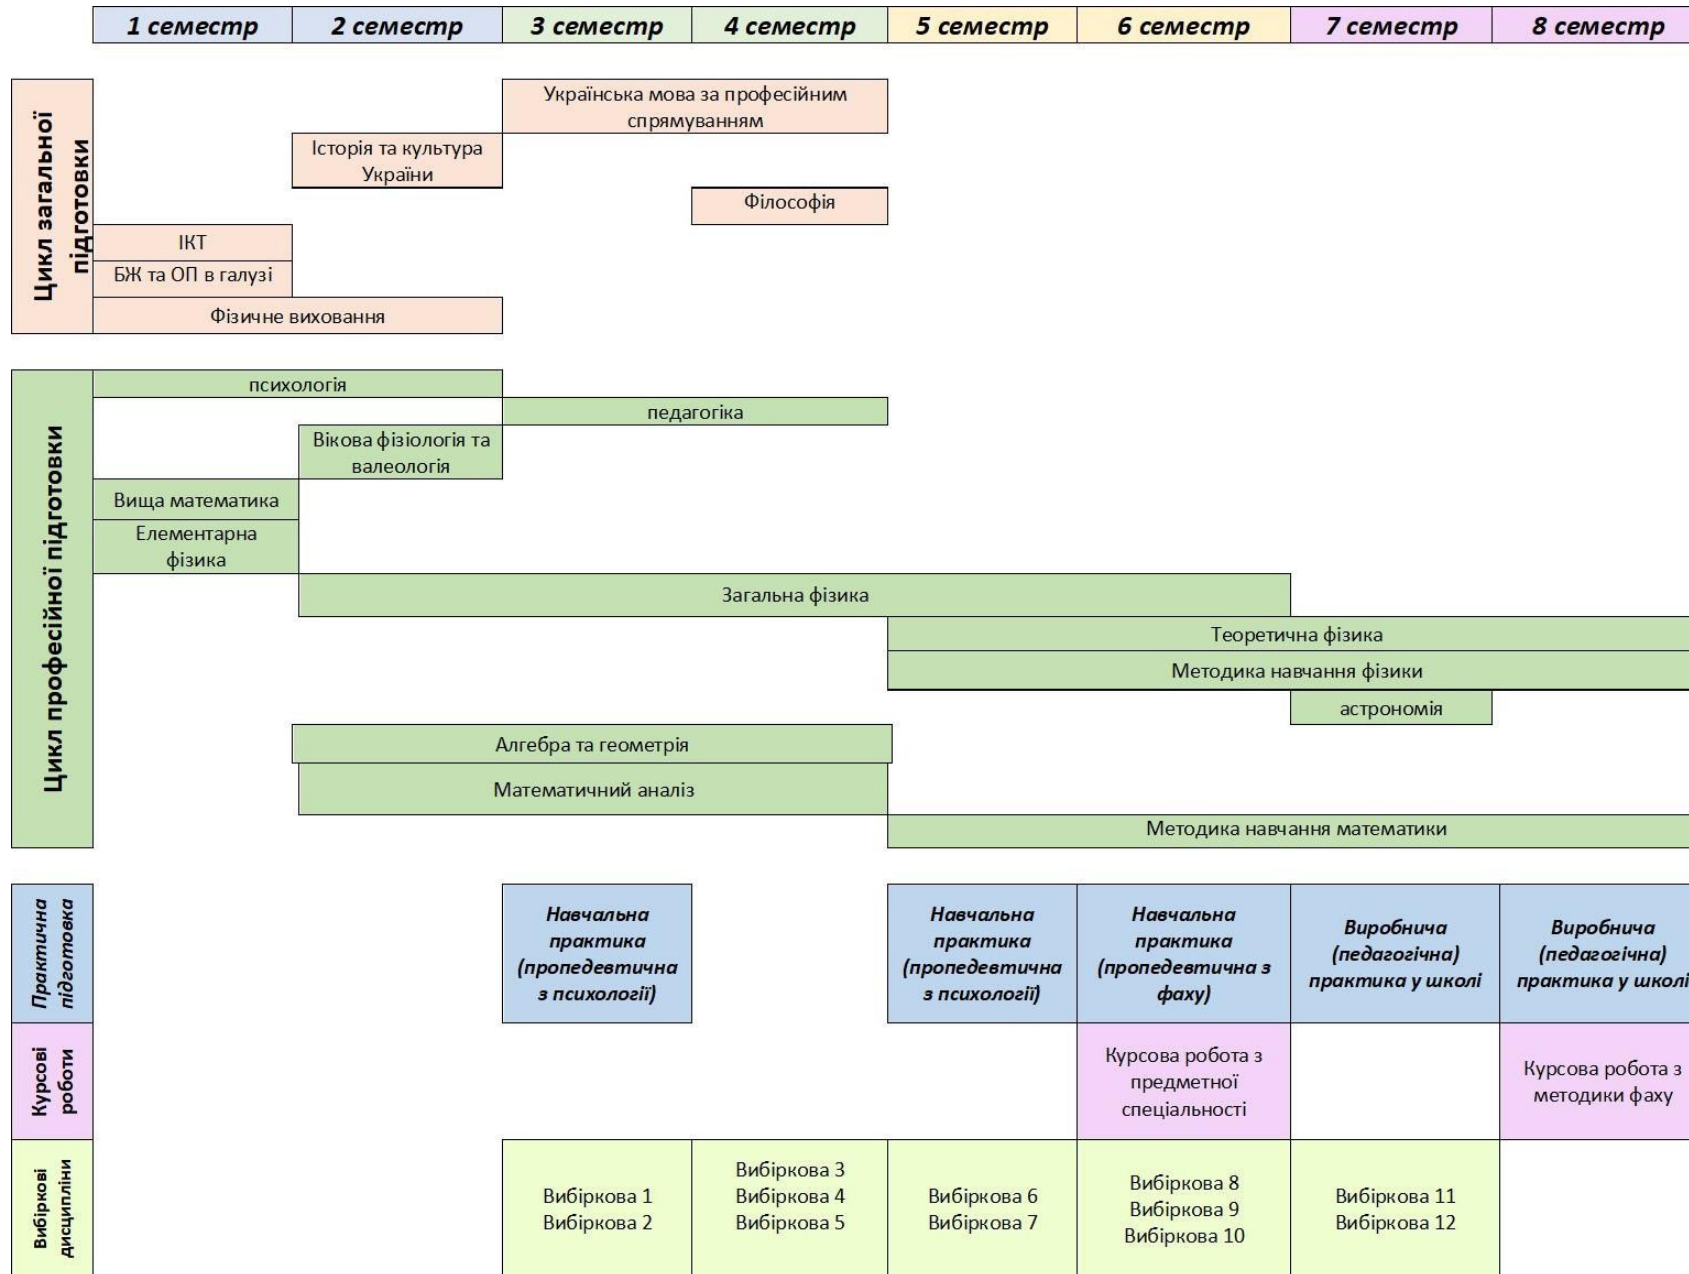 1 семестр 2 семестр 3 семестр 4 семестр 5 семестр 6 семестр 7 семестр 8 семестр
Цикл загальної
підготовки
Українська мова за професійним
спрямуванням
Історія та культура
України
Філософія
ІКТ
БЖ та ОП в галузі
Фізичне виховання
Цикл професійної підготовки
психологія
педагогіка
Вікова фізіологія та
валеологія
Вища математика
Елементарна
фізика
Загальна фізика
Теоретична фізика
Методика навчання фізики
астрономія
Алгебра та геометрія
Математичний аналіз
Методика навчання математики
Практична
підготовка
Навчальна
практика
(пропедевтична
з психології)
Навчальна
практика
(пропедевтична
з психології)
Навчальна
практика
(пропедевтична з
фаху)
Виробнича
(педагогічна)
практика у школі
Виробнича
(педагогічна)
практика у школі
Курсові
роботи
Курсова робота з
предметної
спеціальності
Курсова робота з
методики фаху
Вибіркові
дисципліни
Вибіркова 1
Вибіркова 2
Вибіркова 3
Вибіркова 4
Вибіркова 5
Вибіркова 6
Вибіркова 7
Вибіркова 8
Вибіркова 9
Вибіркова 10
Вибіркова 11
Вибіркова 12